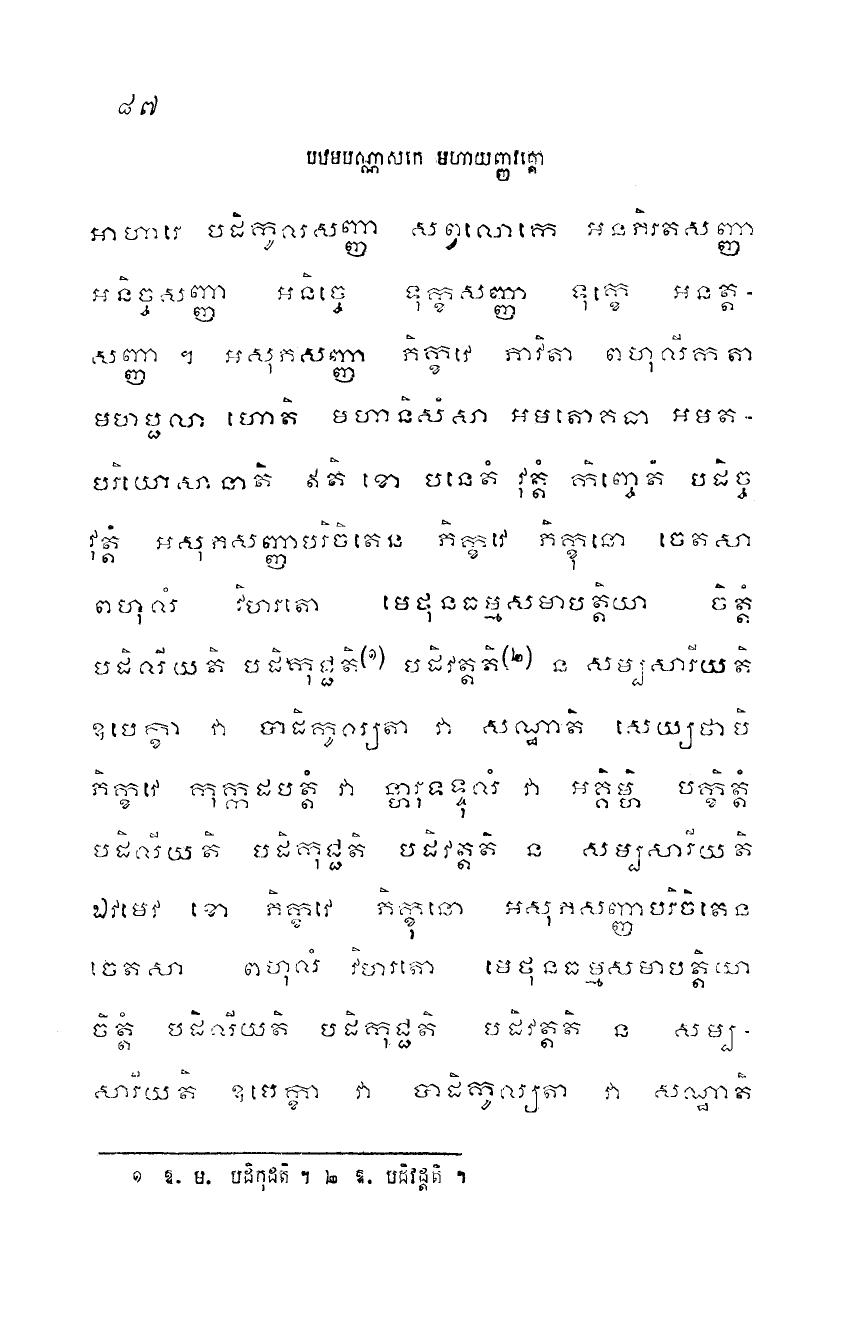 ៨៧
បឋមបណ្ណាសកេ មហាយញ្ញវគ្គោ
អាហារេ បដិកូលសញ្ញា សព្វលោកេ អនភិរតសញ្ញា
អនិច្ចសញ្ញា អនិច្ចេ ទុក្ខសញ្ញា ទុក្ខេ អនត្ត-
សញ្ញា ។ អសុភសញ្ញា ភិក្ខវេ ភាវិតា ពហុលីកតា
មហប្ផលា ហោតិ មហានិសំសា អមតោគធា អមត-
បរិយោសានាតិ ឥតិ ខោ បនេតំ វុត្តំ កិញ្ចេតំ បដិច្ច
វុត្តំ អសុភសញ្ញាបរិចិតេន ភិក្ខវេ ភិក្ខុនោ ចេតសា
ពហុលំ វិហរតោ មេថុនធម្មសមាបត្តិយា ចិត្តំ
បដិលីយតិ បដិកុជ្ជតិ(១) បដិវត្តតិ(២) ន សម្បសារីយតិ
ឧបេក្ខា វា បាដិកូល្យតា វា សណ្ឋាតិ សេយ្យថាបិ
ភិក្ខវេ កុក្កដបត្តំ វា ន្ហារុទទ្ទុលំ វា អគ្គិម្ហិ បក្ខិត្តំ
បដិលីយតិ បដិកុជ្ជតិ បដិវត្តតិ ន សម្បសារីយតិ
ឯវមេវ ខោ ភិក្ខវេ ភិក្ខុនោ អសុភសញ្ញាបរិចិតេន
ចេតសា ពហុលំ វិហរតោ មេថុនធម្មសមាបត្តិយា
ចិត្តំ បដិលីយតិ បដិកុជ្ជតិ បដិវត្តតិ ន សម្ប-
សារីយតិ ឧបេក្ខា វា បាដិកូល្យតា វា សណ្ឋាតិ
១ ឱ. ម. បដិកុដតិ ។ ២ ឱ. បដិវដ្តតិ ។